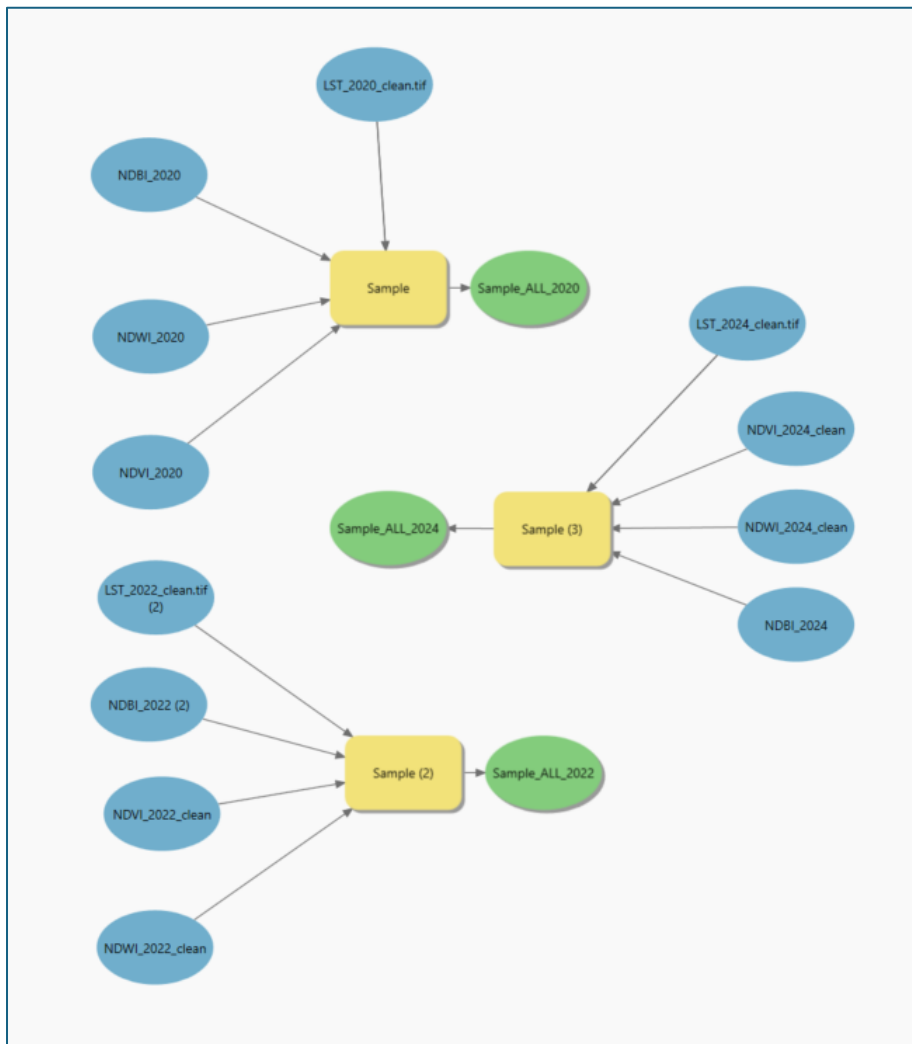 LST_2020_clean.tif
NDBI_2020
Sample
Sample_ALL_2020
NDWI_2020
NDVI_2020
LST_2024_clean.tif
NDVI_2024_clean
Sample_ALL_2024
Sample (3)
NDWI_2024_clean
NDBI_2024
LST_2022_clean.tif
(2)
NDBI_2022 (2)
Sample (2)
Sample_ALL_2022
NDVI_2022_clean
NDWI_2022_clean